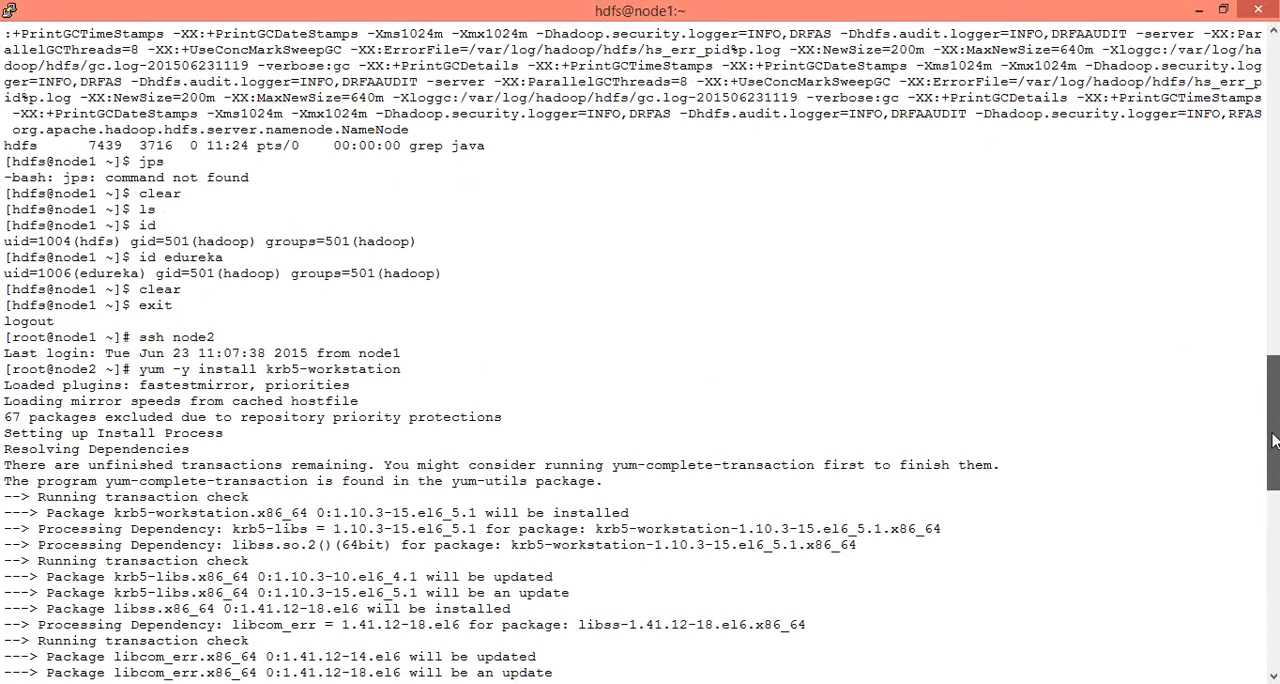 hdfs@node1:~
:+PrintGCTimeStamps -XX:+PrintGCDateStamps -Xms1024m -Xmx1024m -Dhadoop.security.logger=INFO,DRFAS -Dhdfs.audit.logger=INFO,DRFAAUDIT -server -XX:Par
allelGCThreads=8 -XX:+UseConcMarkSweepGC -XX:ErrorFile=/var/log/hadoop/hdfs/hs_err_pid%p.log -XX:NewSize=200m -XX:MaxNewSize=640m -Xloggc:/var/log/ha
doop/hdfs/gc.log-201506231119 -verbose:gc -XX:+PrintGCDetails -XX:+PrintGCTimeStamps -XX:+PrintGCDateStamps -Xms1024m -Xmx1024m -Dhadoop.security.log
ger=INFO,DRFAS -Dhdfs.audit.logger=INFO,DRFAAUDIT -server -XX:ParallelGCThreads=8 -XX:+UseConcMarkSweepGC -XX:ErrorFile=/var/log/hadoop/hdfs/hs_err_p
id%p.log -XX:NewSize=200m -XX:MaxNewSize=640m -Xloggc:/var/log/hadoop/hdfs/gc.log-201506231119 -verbose:gc -XX:+PrintGCDetails -XX:+PrintGCTimeStamps
-XX:+PrintGCDateStamps -Xms1024m -Xmx1024m -Dhadoop.security.logger=INFO,DRFAS -Dhdfs.audit.logger=INFO,DRFAAUDIT -Dhadoop.security.logger=INFO,RFAS
org.apache.hadoop.hdfs.server.namenode.NameNode
hdfs 7439 3716 0 11:24 pts/0 00:00:00 grep java
[hdfs@node1 ~]$ jps
-bash: jps: command not found
[hdfs@node1 ~]$ clear
[hdfs@node1 ~]$ ls
[hdfs@node1 ~]$ id
uid=1004(hdfs) gid=501(hadoop) groups=501(hadoop)
[hdfs@node1 ~]$ id edureka
uid=1006(edureka) gid=501(hadoop) groups=501(hadoop)
[hdfs@node1 ~]$ clear
[hdfs@node1 ~]$ exit
logout
[root@node1 ~]# ssh node2
Last login: Tue Jun 23 11:07:38 2015 from node1
[root@node2 ~]# yum -y install krb5-workstation
Loaded plugins: fastestmirror, priorities
Loading mirror speeds from cached hostfile
67 packages excluded due to repository priority protections
Setting up Install Process
Resolving Dependencies
There are unfinished transactions remaining. You might consider running yum-complete-transaction first to finish them.
The program yum-complete-transaction is found in the yum-utils package.
--> Running transaction check
---> Package krb5-workstation.x86_64 0:1.10.3-15.el6_5.1 will be installed
--> Processing Dependency: krb5-libs = 1.10.3-15.el6_5.1 for package: krb5-workstation-1.10.3-15.el6_5.1.x86_64
--> Processing Dependency: libss.so.2()(64bit) for package: krb5-workstation-1.10.3-15.el6_5.1.x86_64
--> Running transaction check
---> Package krb5-libs.x86_64 0:1.10.3-10.el6_4.1 will be updated
---> Package krb5-libs.x86_64 0:1.10.3-15.el6_5.1 will be an update
---> Package libss.x86_64 0:1.41.12-18.el6 will be installed
--> Processing Dependency: libcom_err = 1.41.12-18.el6 for package: libss-1.41.12-18.el6.x86_64
--> Running transaction check
---> Package libcom_err.x86_64 0:1.41.12-14.el6 will be updated
---> Package libcom_err.x86_64 0:1.41.12-18.el6 will be an update